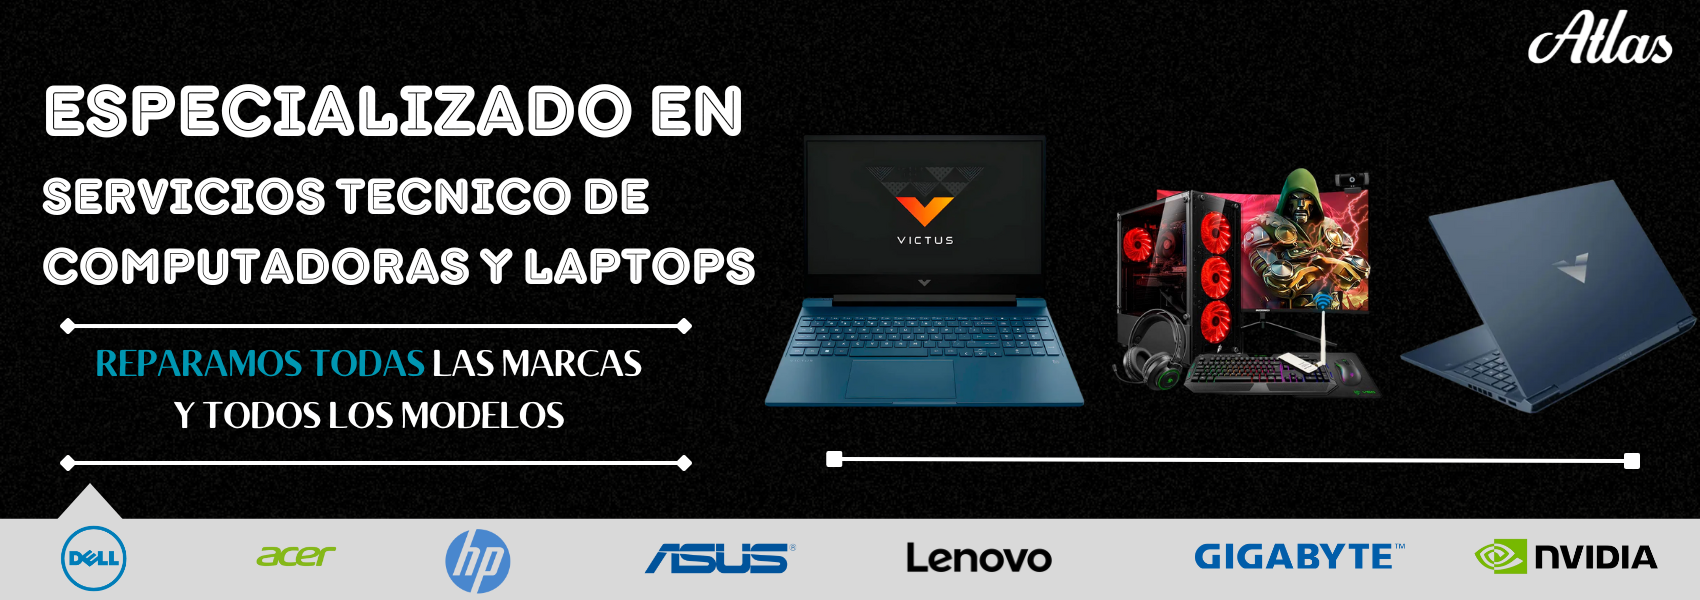 Atlas
ESPECIALIZADO EN
SERVICIOS TECNICO DE
COMPUTADORAS Y LAPTOPS
REPARAMOS TODAS LAS MARCAS
Y TODOS LOS MODELOS
VICTUS
DELL
acer
hp
ASUS®
Lenovo
GIGABYTE™
NVIDIA